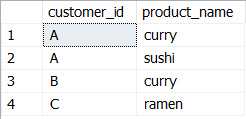 customer_id product_name
1 A curry
2 A sushi
3 B curry
4 C ramen